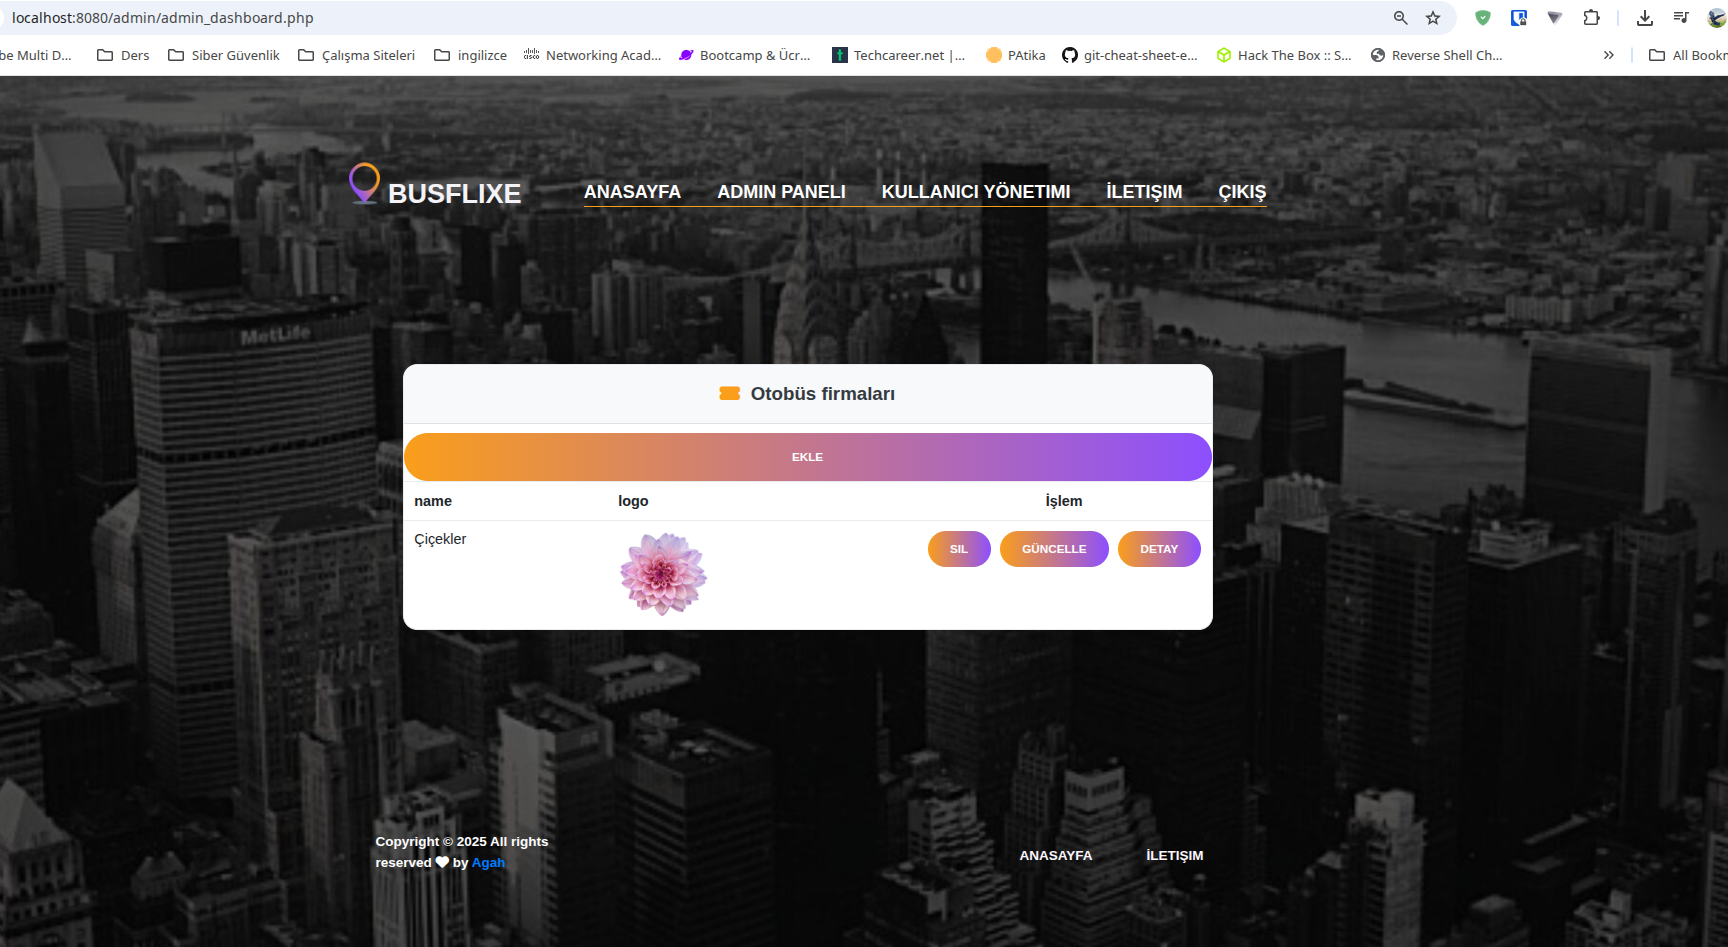 localhost:8080/admin/admin_dashboard.php
be Multi D... Ders Siber Güvenlik Çalışma Siteleri ingilizce Networking Acad... Bootcamp & Ücr... Techcareer.net |... PAtika git-cheat-sheet-e... Hack The Box :: S... Reverse Shell Ch... » All Bookm
BUSFLIXE ANASAYFA ADMIN PANELI KULLANICI YÖNETIMI İLETIŞIM ÇIKIŞ
MetLife
Otobüs firmaları
EKLE
name logo İşlem
Çiçekler SIL GÜNCELLE DETAY
Copyright © 2025 All rights
reserved ♥ by Agah
ANASAYFA İLETIŞIM